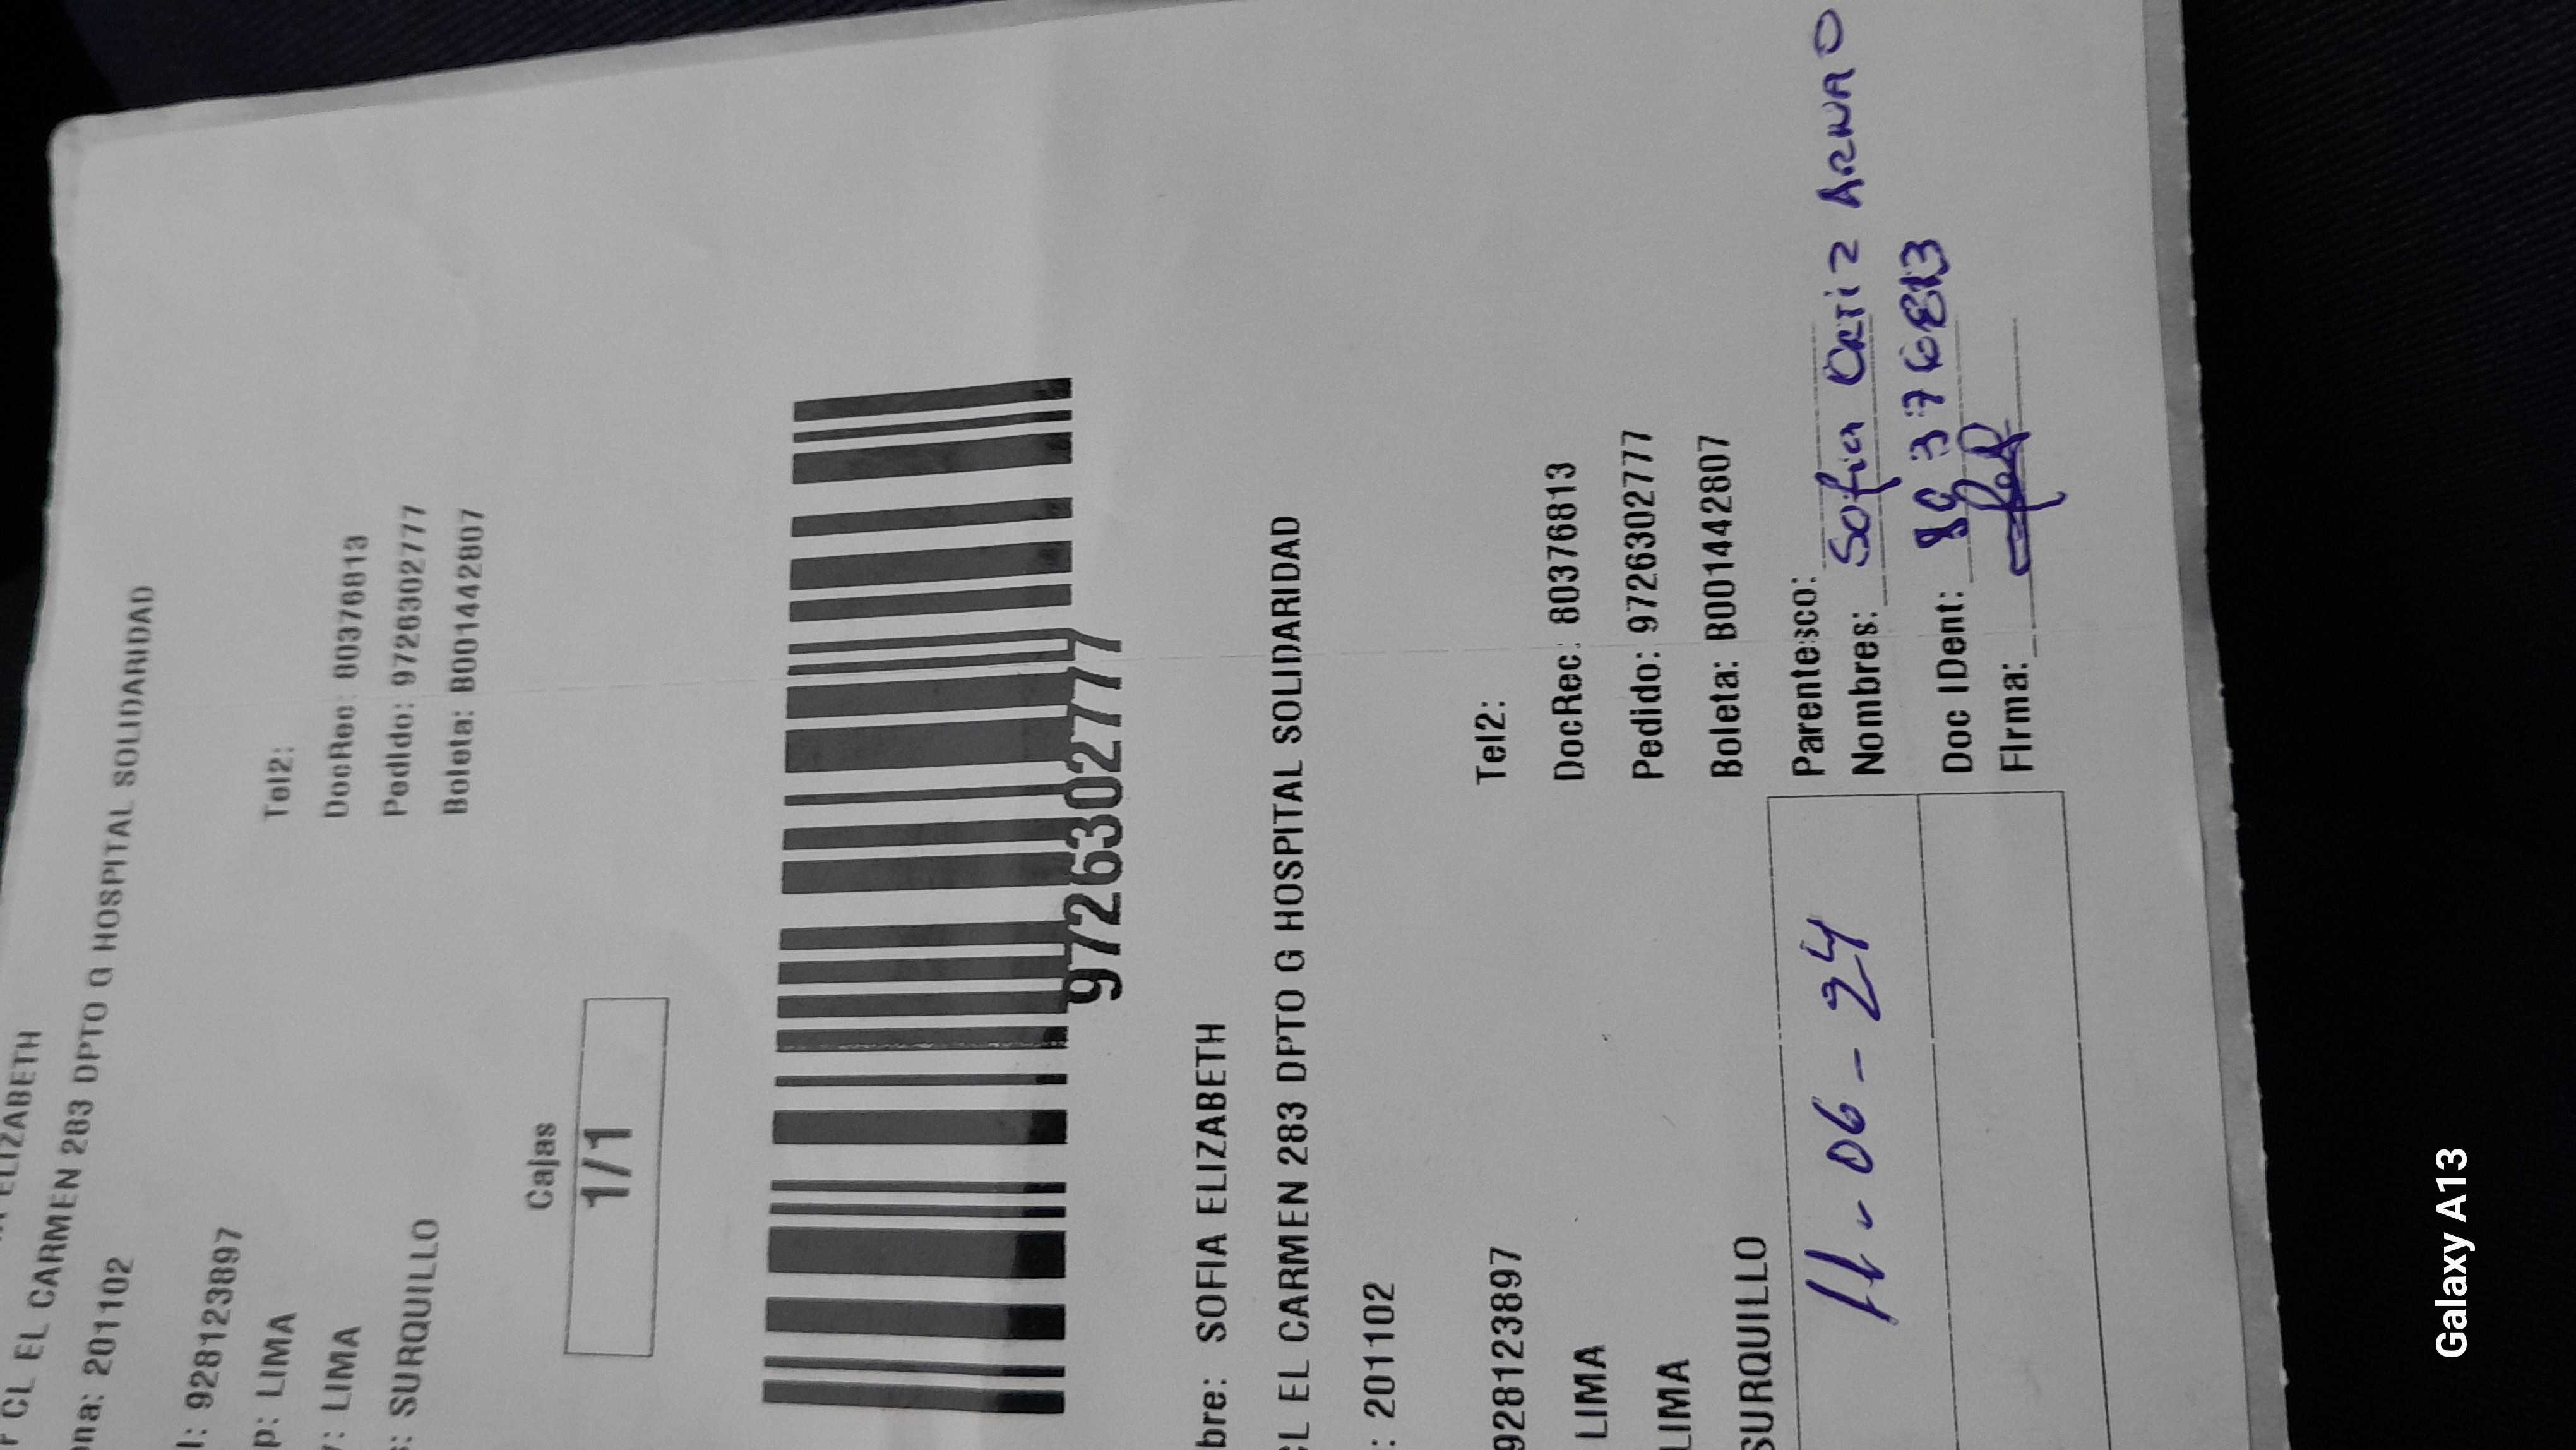 ELIZABETH
CL EL CARMEN 283 DPTO G HOSPITAL SOLIDARIDAD
na: 201102
l: 928123897
Tel2:
p: LIMA
DocRec: 80376813
: LIMA
Pedido: 9726302777
: SURQUILLO
Boleta: B001442807
Cajas
1/1
9726302777
bre: SOFIA ELIZABETH
CL EL CARMEN 283 DPTO G HOSPITAL SOLIDARIDAD
: 201102
928123897
Tel2:
LIMA
DocRec: 80376813
LIMA
Pedido: 9726302777
SURQUILLO
Boleta: B001442807
11-06-24
Parentesco:
Nombres: Sofia Ortiz Arnao
Doc IDent: 80376813
Firma:
Galaxy A13